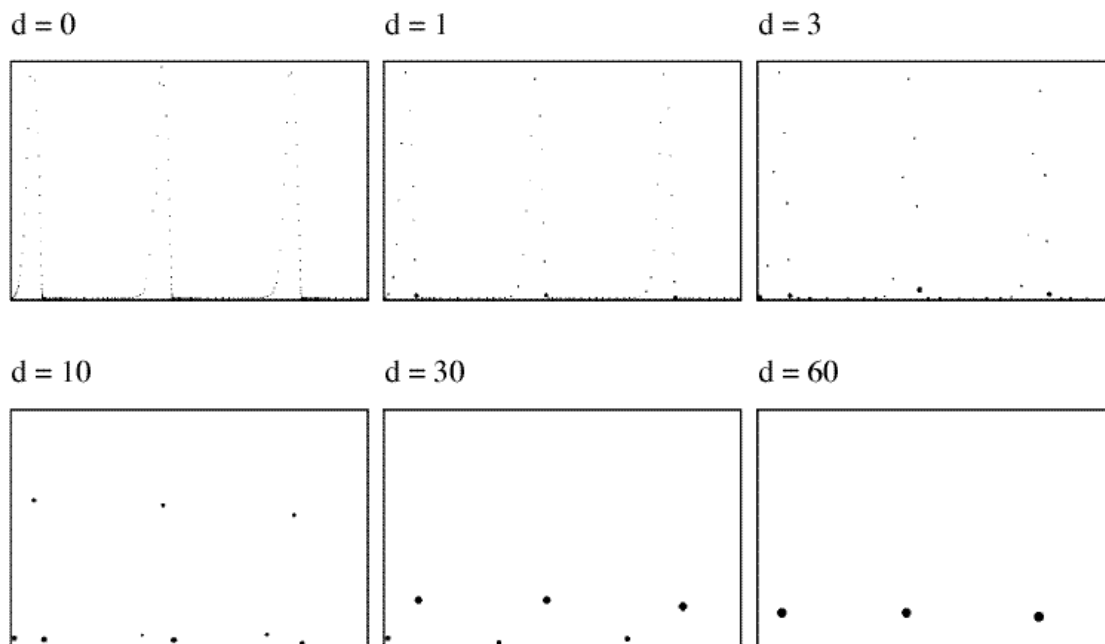 d = 0
d = 1
d = 3
d = 10
d = 30
d = 60